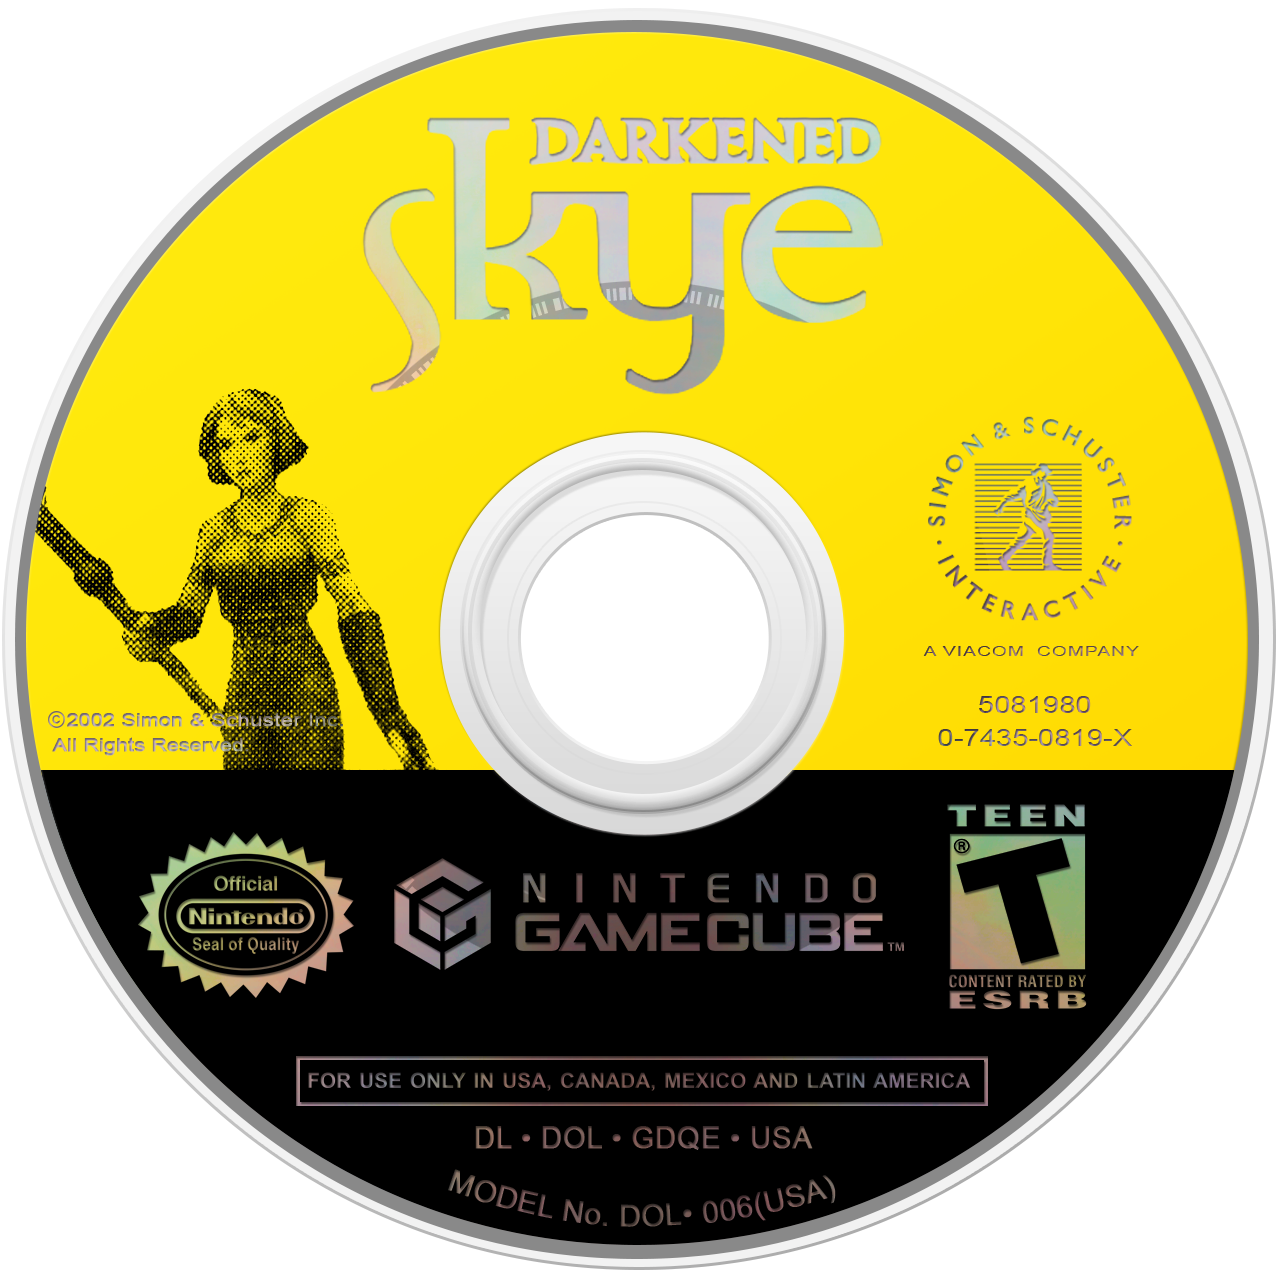 DARKENED
Skye
SIMON & SCHUSTER
· INTERACTIVE ·
A VIACOM COMPANY
5081980
0-7435-0819-X
©2002 Simon & Schuster Inc.
All Rights Reserved
Official
Nintendo®
Seal of Quality
NINTENDO
GAMECUBE™
TEEN
®
T
CONTENT RATED BY
ESRB
FOR USE ONLY IN USA, CANADA, MEXICO AND LATIN AMERICA
DL • DOL • GDQE • USA
MODEL No. DOL• 006(USA)